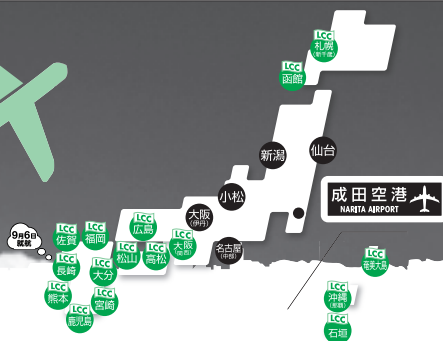 LCC
札幌
(新千歳)
LCC
函館
新潟
仙台
小松
成田空港
NARITA AIRPORT
大阪
(伊丹)
名古屋
(中部)
9月6日
就航
LCC
佐賀
LCC
福岡
LCC
広島
LCC
大阪
(関西)
LCC
松山
LCC
高松
LCC
長崎
LCC
大分
LCC
熊本
LCC
宮崎
LCC
鹿児島
LCC
奄美大島
LCC
沖縄
(那覇)
LCC
石垣